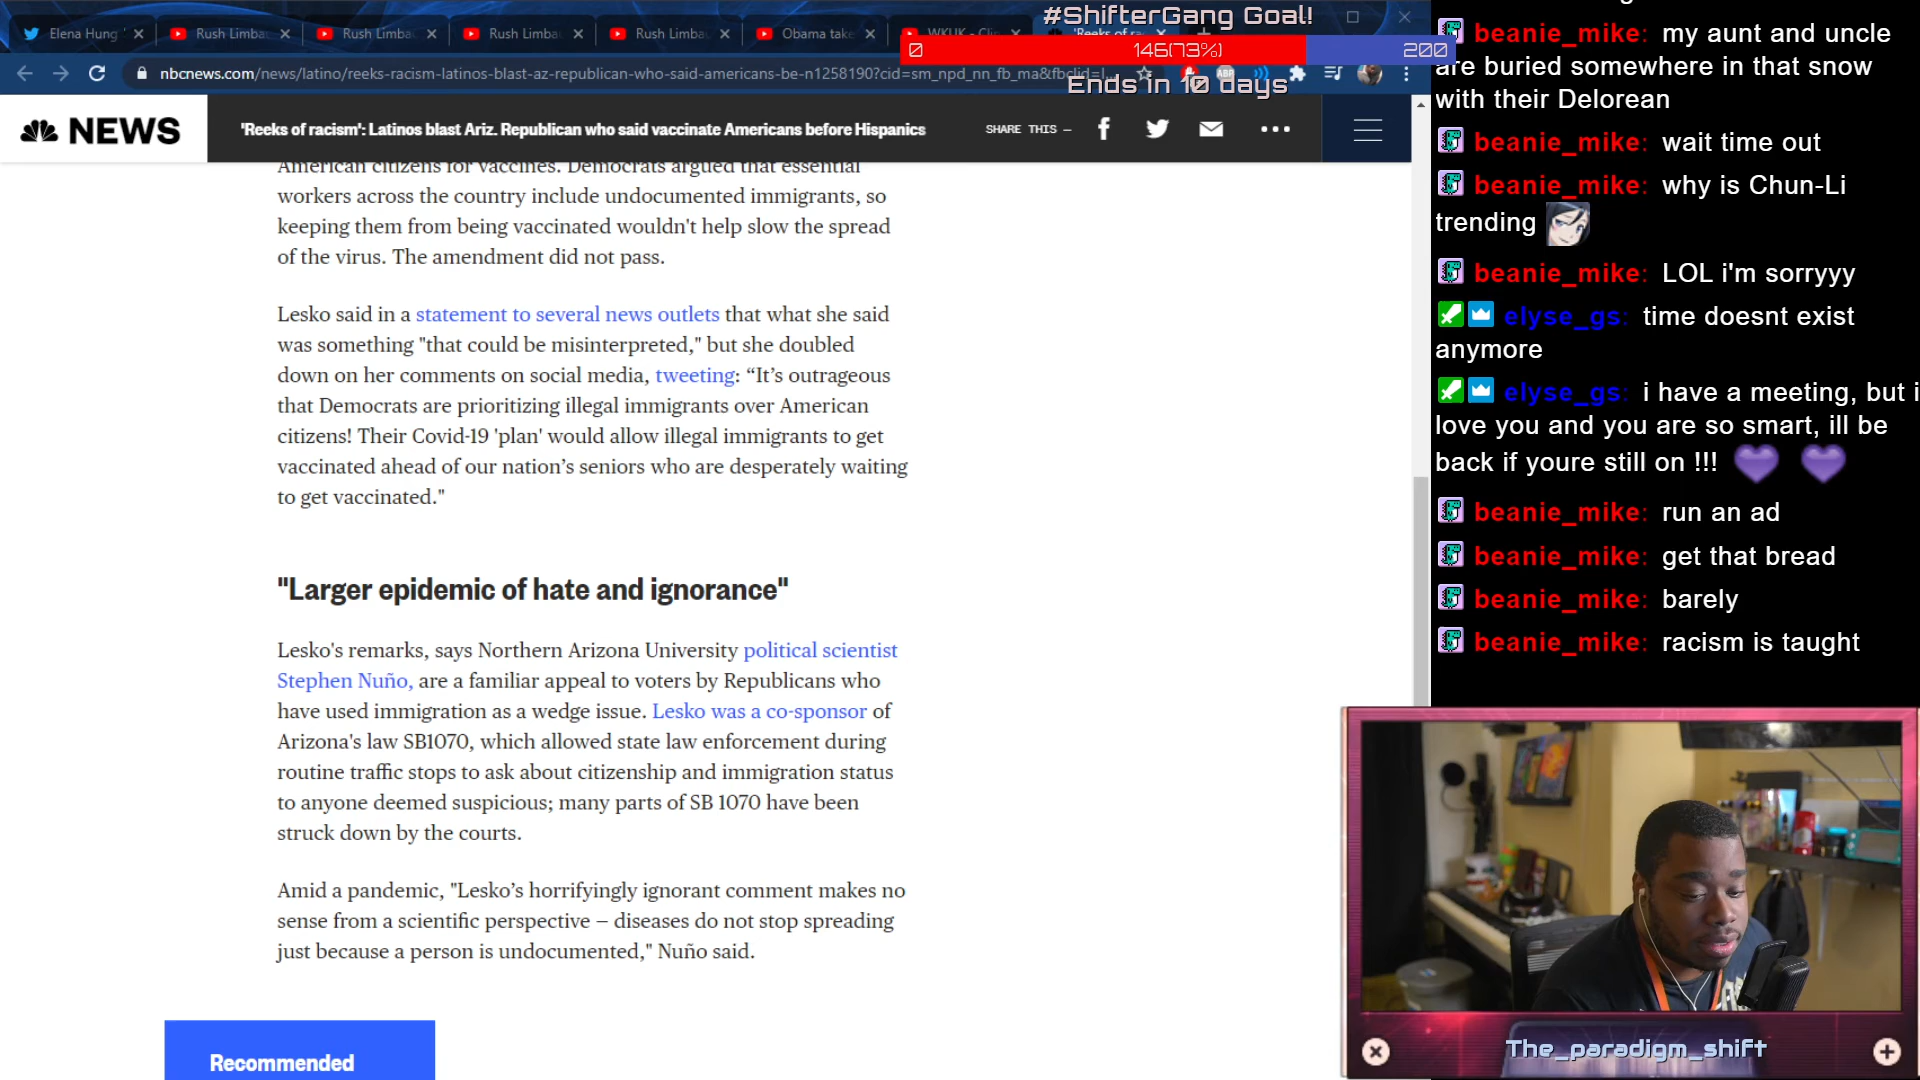 Elena Hung '
Rush Limba
Rush Limba
Rush Limba
Rush Limba
Obama take
WKUK - Cli
'Reeks of ra
#ShifterGang Goal!
0
146(73%)
200
Ends in 10 days
nbcnews.com/news/latino/reeks-racism-latinos-blast-az-republican-who-said-americans-be-n1258190?cid=sm_npd_nn_fb_ma&fbclid=I...
ABP
NEWS
'Reeks of racism': Latinos blast Ariz. Republican who said vaccinate Americans before Hispanics
SHARE THIS —
American citizens for vaccines. Democrats argued that essential
workers across the country include undocumented immigrants, so
keeping them from being vaccinated wouldn't help slow the spread
of the virus. The amendment did not pass.
Lesko said in a statement to several news outlets that what she said
was something "that could be misinterpreted," but she doubled
down on her comments on social media, tweeting: “It’s outrageous
that Democrats are prioritizing illegal immigrants over American
citizens! Their Covid-19 'plan' would allow illegal immigrants to get
vaccinated ahead of our nation’s seniors who are desperately waiting
to get vaccinated."
"Larger epidemic of hate and ignorance"
Lesko's remarks, says Northern Arizona University political scientist
Stephen Nuño, are a familiar appeal to voters by Republicans who
have used immigration as a wedge issue. Lesko was a co-sponsor of
Arizona's law SB1070, which allowed state law enforcement during
routine traffic stops to ask about citizenship and immigration status
to anyone deemed suspicious; many parts of SB 1070 have been
struck down by the courts.
Amid a pandemic, "Lesko’s horrifyingly ignorant comment makes no
sense from a scientific perspective — diseases do not stop spreading
just because a person is undocumented," Nuño said.
Recommended
beanie_mike: my aunt and uncle
are buried somewhere in that snow
with their Delorean
beanie_mike: wait time out
beanie_mike: why is Chun-Li
trending
beanie_mike: LOL i'm sorryyy
elyse_gs: time doesnt exist
anymore
elyse_gs: i have a meeting, but i
love you and you are so smart, ill be
back if youre still on !!!
beanie_mike: run an ad
beanie_mike: get that bread
beanie_mike: barely
beanie_mike: racism is taught
The_paradigm_shift